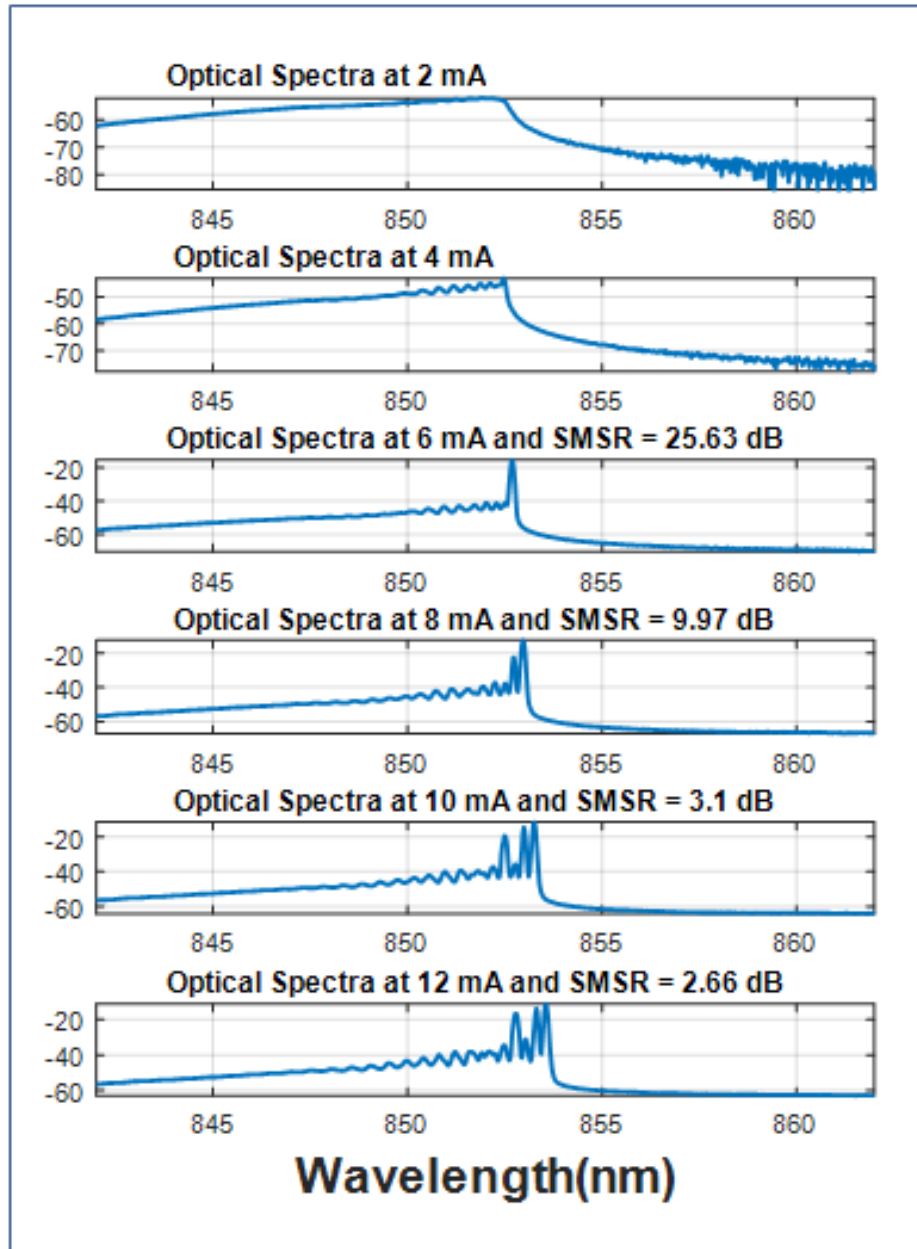 Optical Spectra at 2 mA
-60
-70
-80
845 850 855 860
Optical Spectra at 4 mA
-50
-60
-70
845 850 855 860
Optical Spectra at 6 mA and SMSR = 25.63 dB
-20
-40
-60
845 850 855 860
Optical Spectra at 8 mA and SMSR = 9.97 dB
-20
-40
-60
845 850 855 860
Optical Spectra at 10 mA and SMSR = 3.1 dB
-20
-40
-60
845 850 855 860
Optical Spectra at 12 mA and SMSR = 2.66 dB
-20
-40
-60
845 850 855 860
Wavelength(nm)